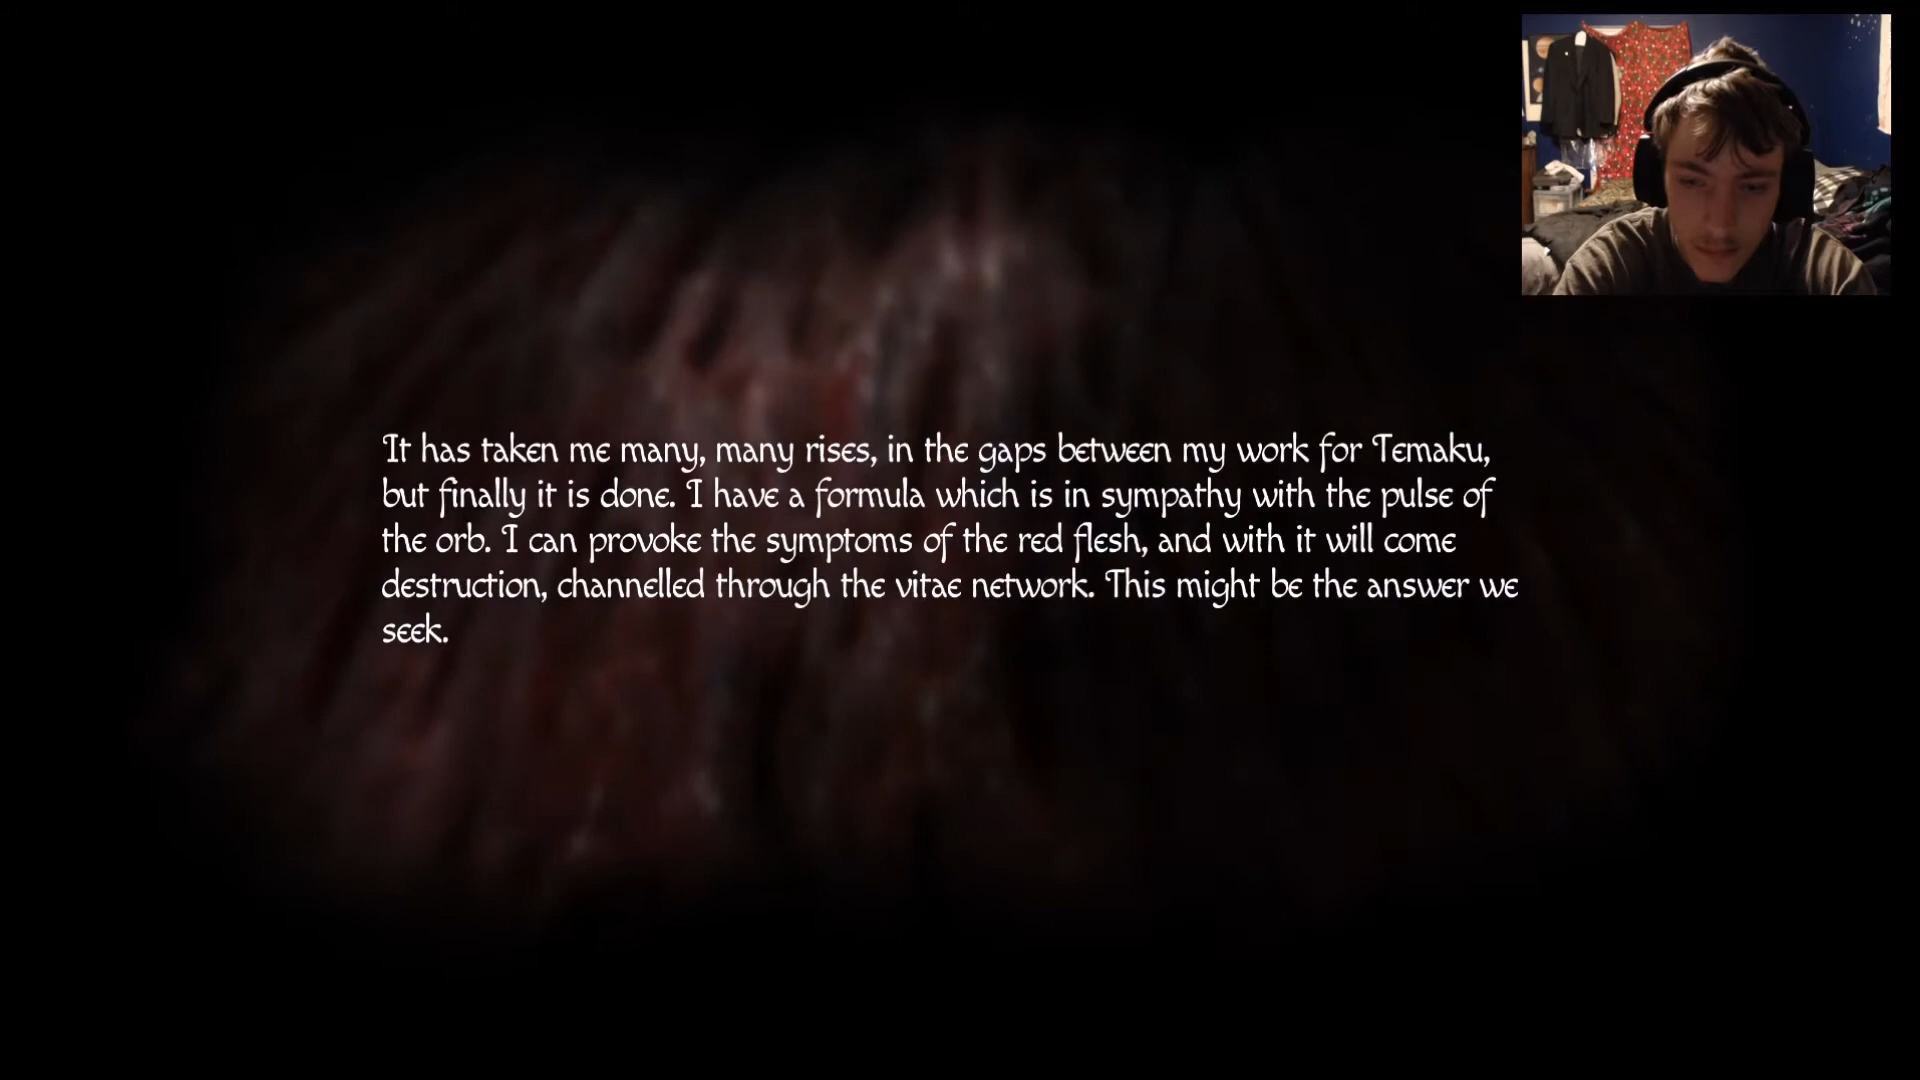 It has taken me many, many rises, in the gaps between my work for Temaku,
but finally it is done. I have a formula which is in sympathy with the pulse of
the orb. I can provoke the symptoms of the red flesh, and with it will come
destruction, channelled through the vitae network. This might be the answer we
seek.